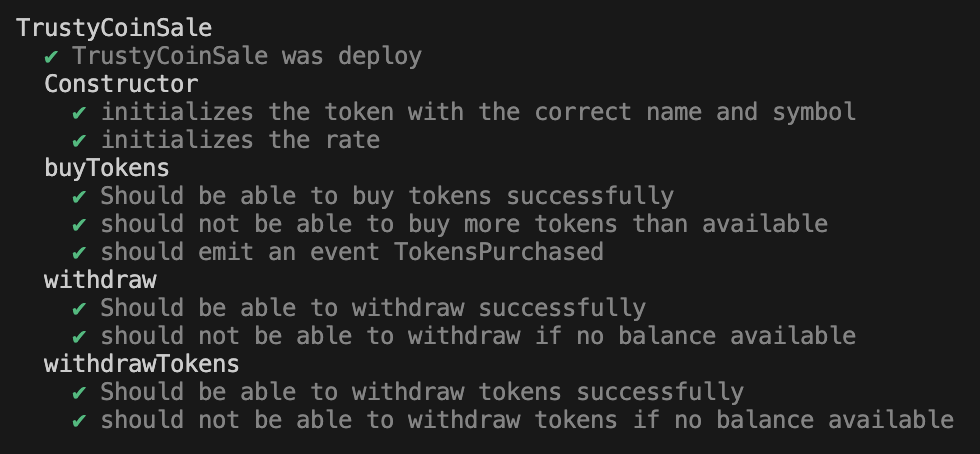 TrustyCoinSale
✔ TrustyCoinSale was deploy
Constructor
✔ initializes the token with the correct name and symbol
✔ initializes the rate
buyTokens
✔ Should be able to buy tokens successfully
✔ should not be able to buy more tokens than available
✔ should emit an event TokensPurchased
withdraw
✔ Should be able to withdraw successfully
✔ should not be able to withdraw if no balance available
withdrawTokens
✔ Should be able to withdraw tokens successfully
✔ should not be able to withdraw tokens if no balance available